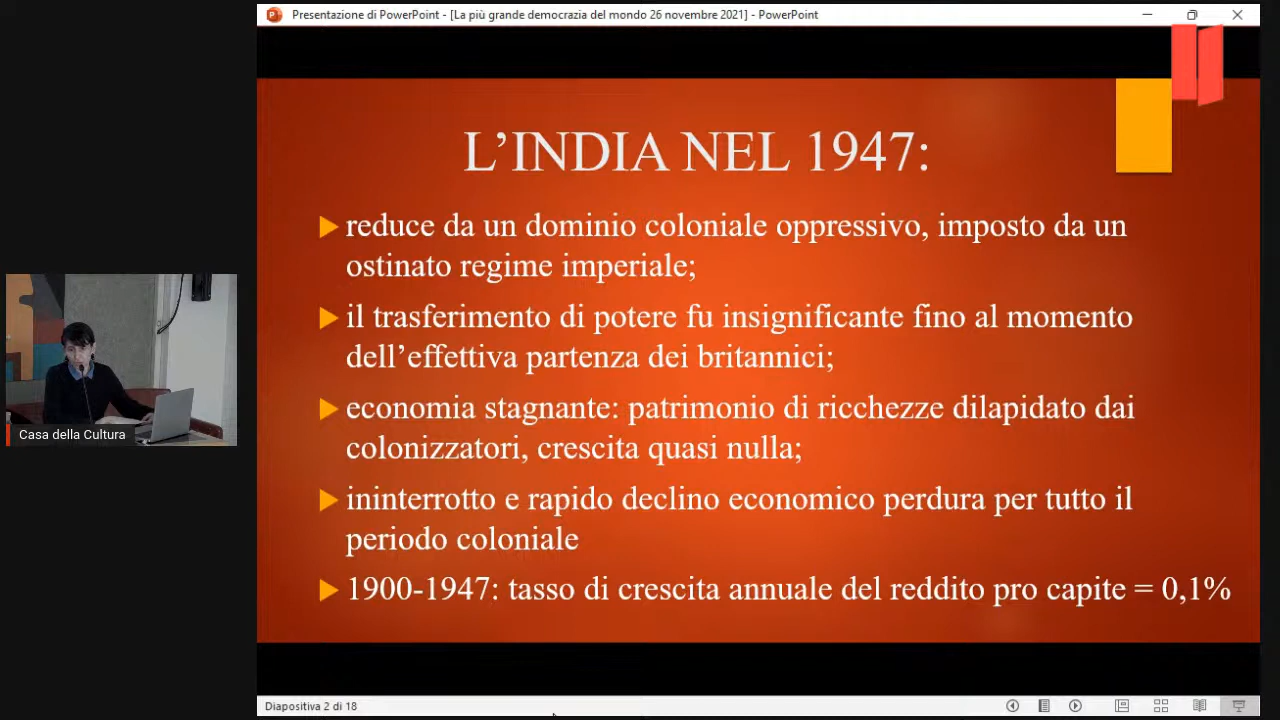 Presentazione di PowerPoint - [La più grande democrazia del mondo 26 novembre 2021] - PowerPoint
L'INDIA NEL 1947:
reduce da un dominio coloniale oppressivo, imposto da un
ostinato regime imperiale;
il trasferimento di potere fu insignificante fino al momento
dell'effettiva partenza dei britannici;
economia stagnante: patrimonio di ricchezze dilapidato dai
colonizzatori, crescita quasi nulla;
ininterrotto e rapido declino economico perdura per tutto il
periodo coloniale
1900-1947: tasso di crescita annuale del reddito pro capite = 0,1%
Casa della Cultura
Diapositiva 2 di 18